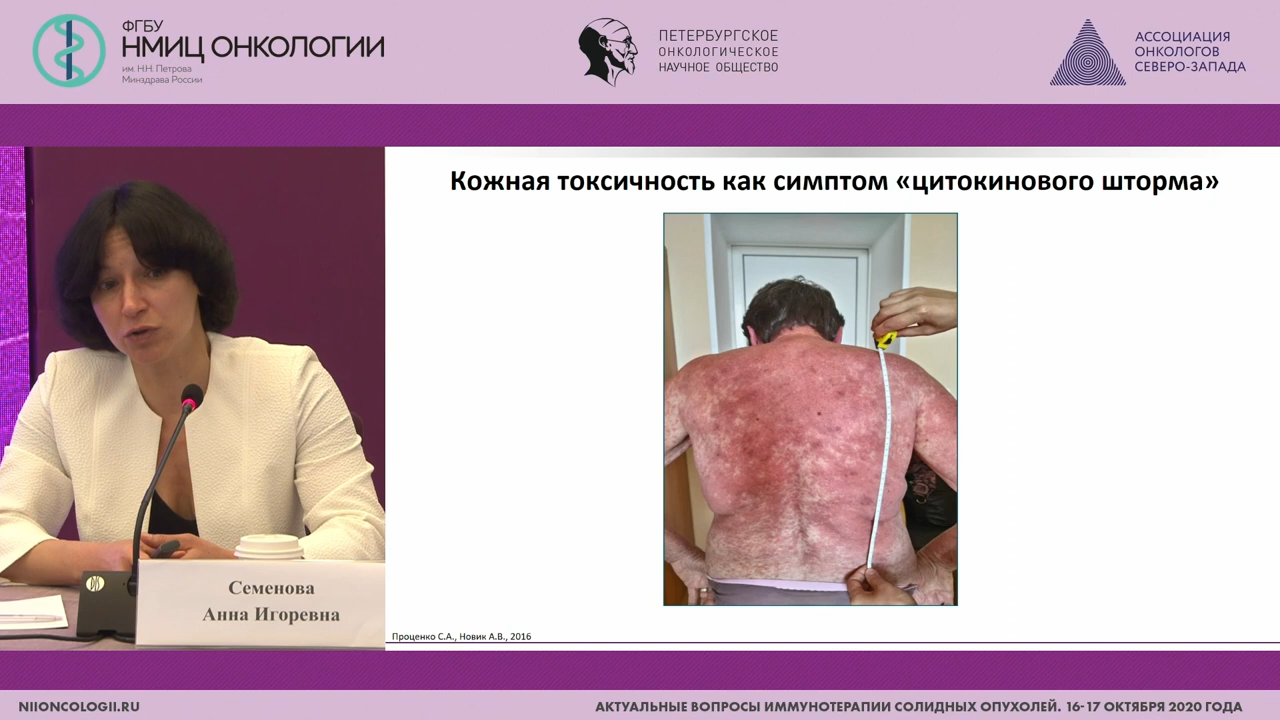 ФГБУ
НМИЦ ОНКОЛОГИИ
им. Н.Н. Петрова
Минздрава России
ПЕТЕРБУРГСКОЕ
ОНКОЛОГИЧЕСКОЕ
НАУЧНОЕ ОБЩЕСТВО
АССОЦИАЦИЯ
ОНКОЛОГОВ
СЕВЕРО-ЗАПАДА
Кожная токсичность как симптом «цитокинового шторма»
Семенова
Анна Игоревна
Проценко С.А., Новик А.В., 2016
NIIONCOLOGII.RU
АКТУАЛЬНЫЕ ВОПРОСЫ ИММУНОТЕРАПИИ СОЛИДНЫХ ОПУХОЛЕЙ. 16-17 ОКТЯБРЯ 2020 ГОДА